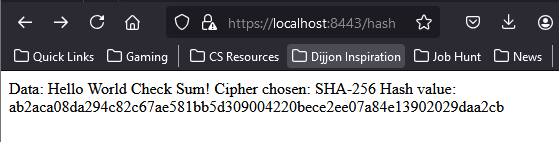 https://localhost:8443/hash
Quick Links Gaming CS Resources Dijjon Inspiration Job Hunt News
Data: Hello World Check Sum! Cipher chosen: SHA-256 Hash value:
ab2aca08da294c82c67ae581bb5d309004220bece2ee07a84e13902029daa2cb